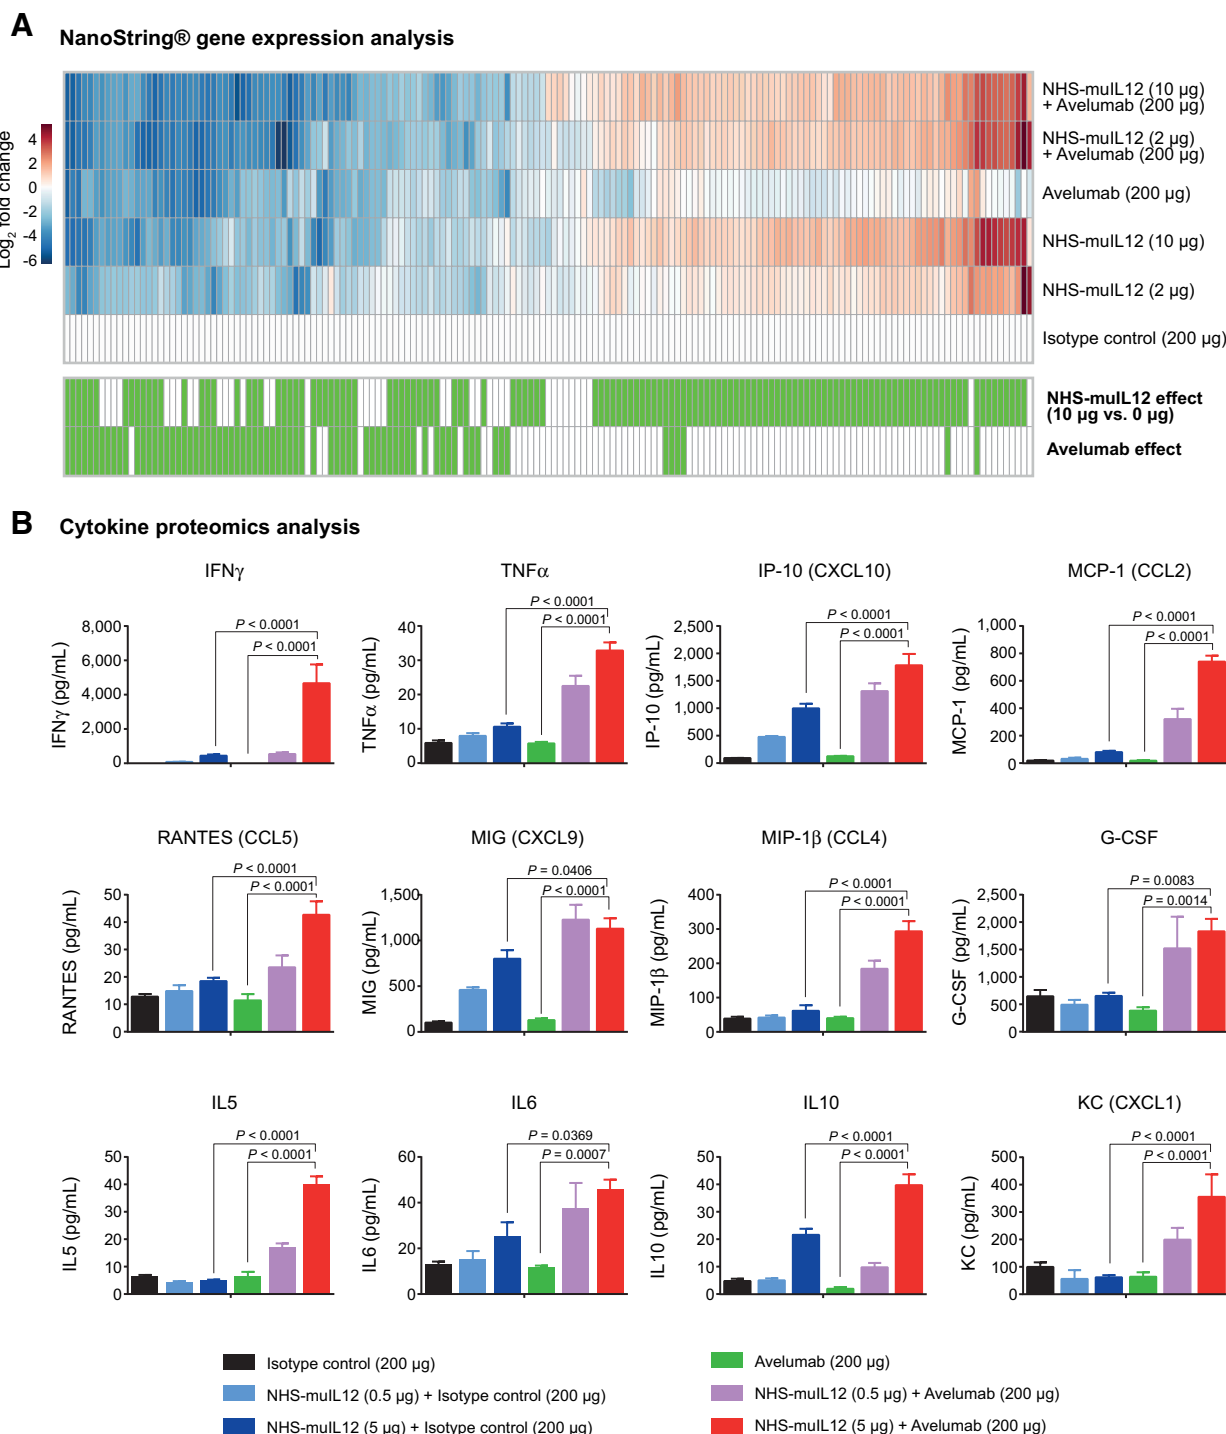 A
NanoString® gene expression analysis
Log2 fold change
4
2
0
-2
-4
-6
NHS-muIL12 (10 µg)
+ Avelumab (200 µg)
NHS-muIL12 (2 µg)
+ Avelumab (200 µg)
Avelumab (200 µg)
NHS-muIL12 (10 µg)
NHS-muIL12 (2 µg)
Isotype control (200 µg)
NHS-muIL12 effect
(10 µg vs. 0 µg)
Avelumab effect
B
Cytokine proteomics analysis
IFNγ
IFNγ (pg/mL)
8,000
6,000
4,000
2,000
0
P < 0.0001
P < 0.0001
TNFα
TNFα (pg/mL)
40
30
20
10
0
P < 0.0001
P < 0.0001
IP-10 (CXCL10)
IP-10 (pg/mL)
2,500
2,000
1,500
1,000
500
0
P < 0.0001
P < 0.0001
MCP-1 (CCL2)
MCP-1 (pg/mL)
1,000
800
600
400
200
0
P < 0.0001
P < 0.0001
RANTES (CCL5)
RANTES (pg/mL)
50
40
30
20
10
0
P < 0.0001
P < 0.0001
MIG (CXCL9)
MIG (pg/mL)
1,500
1,000
500
0
P = 0.0406
P < 0.0001
MIP-1β (CCL4)
MIP-1β (pg/mL)
400
300
200
100
0
P < 0.0001
P < 0.0001
G-CSF
G-CSF (pg/mL)
2,500
2,000
1,500
1,000
500
0
P = 0.0083
P = 0.0014
IL5
IL5 (pg/mL)
50
40
30
20
10
0
P < 0.0001
P < 0.0001
IL6
IL6 (pg/mL)
60
40
20
0
P = 0.0369
P = 0.0007
IL10
IL10 (pg/mL)
50
40
30
20
10
0
P < 0.0001
P < 0.0001
KC (CXCL1)
KC (pg/mL)
500
400
300
200
100
0
P < 0.0001
P < 0.0001
Isotype control (200 µg)
NHS-muIL12 (0.5 µg) + Isotype control (200 µg)
NHS-muIL12 (5 µg) + Isotype control (200 µg)
Avelumab (200 µg)
NHS-muIL12 (0.5 µg) + Avelumab (200 µg)
NHS-muIL12 (5 µg) + Avelumab (200 µg)